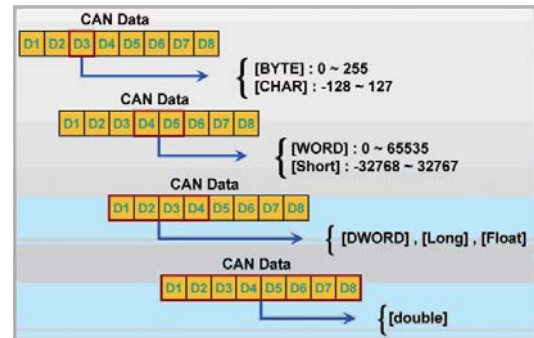 CAN Data
D1 D2 D3 D4 D5 D6 D7 D8
[BYTE] : 0 ~ 255
[CHAR] : -128 ~ 127
CAN Data
D1 D2 D3 D4 D5 D6 D7 D8
[WORD] : 0 ~ 65535
[Short] : -32768 ~ 32767
CAN Data
D1 D2 D3 D4 D5 D6 D7 D8
[DWORD] , [Long] , [Float]
CAN Data
D1 D2 D3 D4 D5 D6 D7 D8
[double]